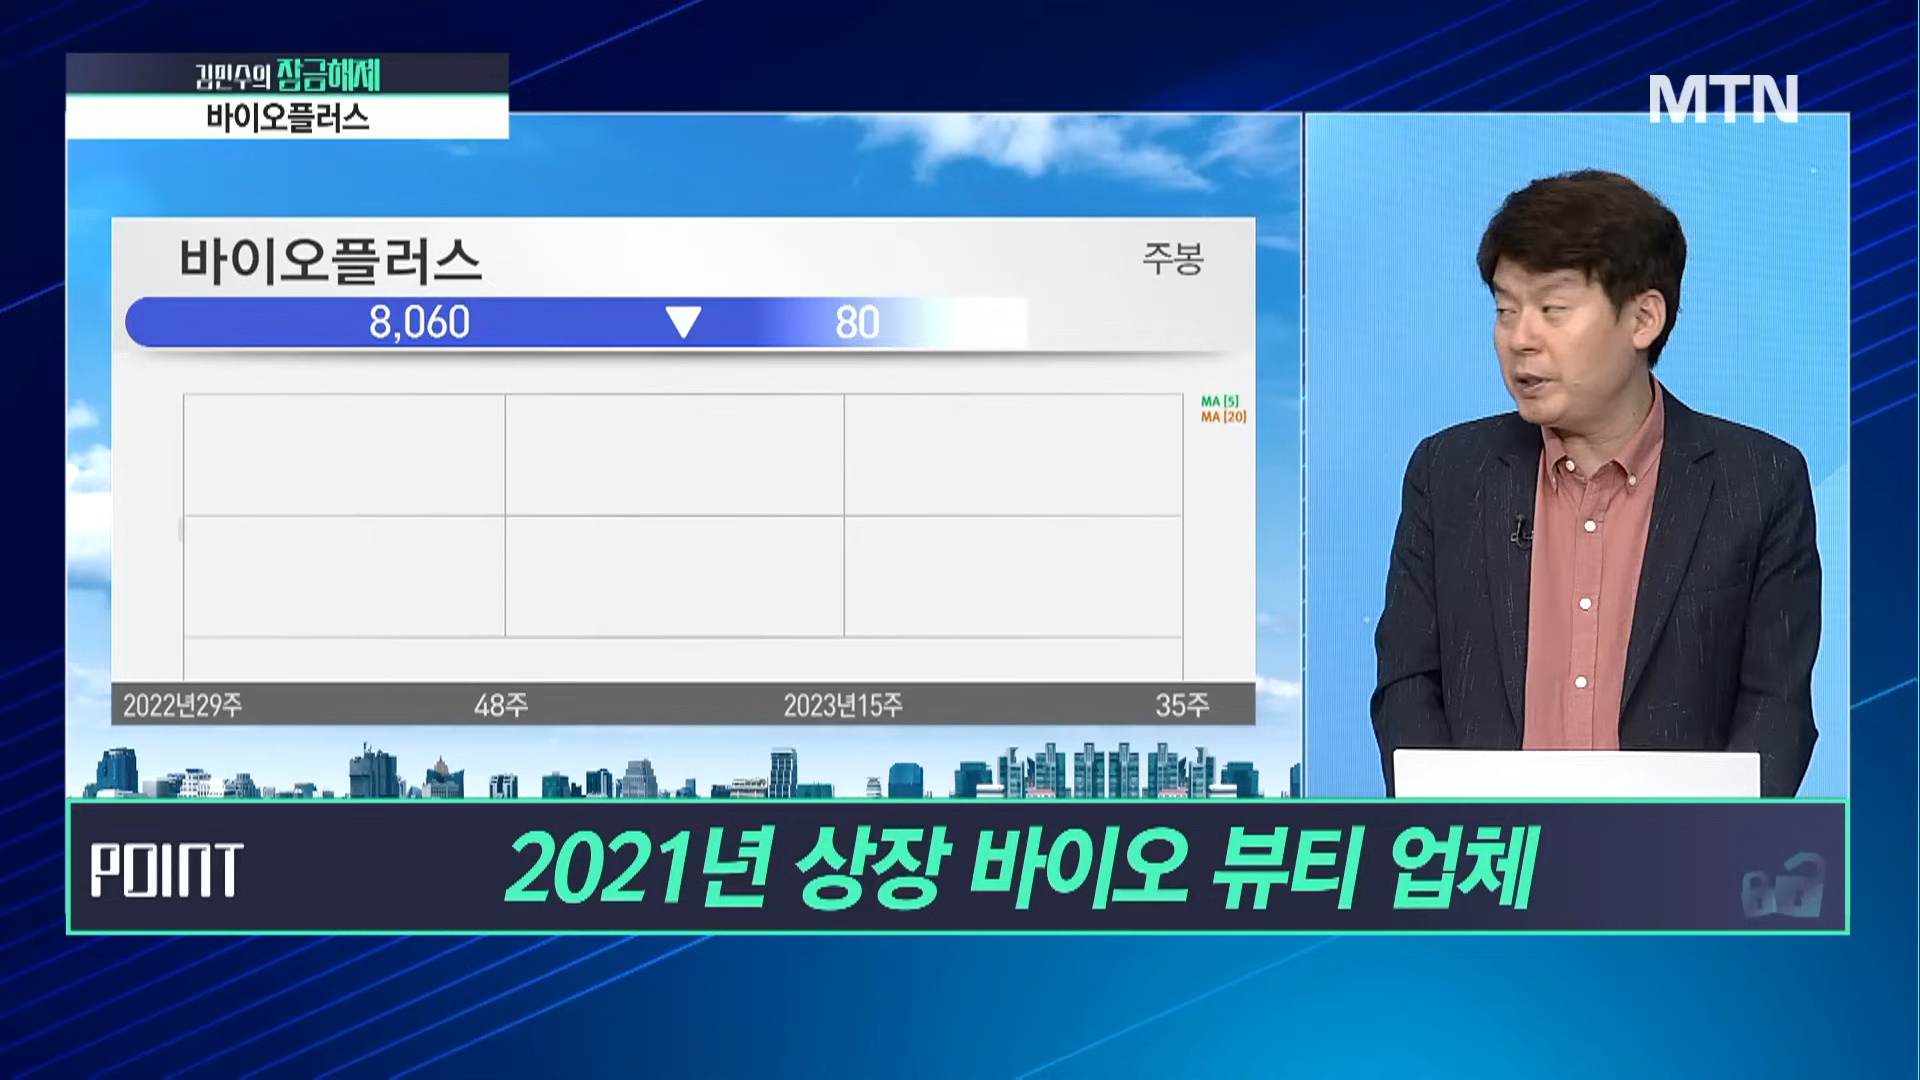 김민수의 잠금해제
바이오플러스
MTN
바이오플러스
주봉
8,060 ▼ 80
MA [5]
MA [20]
2022년29주 48주 2023년15주 35주
POINT 2021년 상장 바이오 뷰티 업체